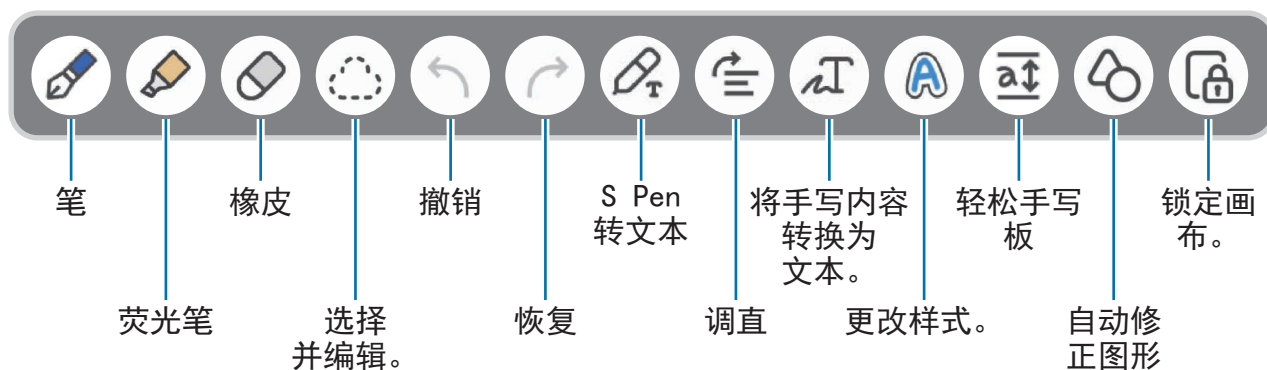 笔
橡皮
撤销
S Pen
转文本
将手写内容
转换为
文本。
轻松手写
板
锁定画
布。
荧光笔
选择
并编辑。
恢复
调直
更改样式。
自动修
正图形